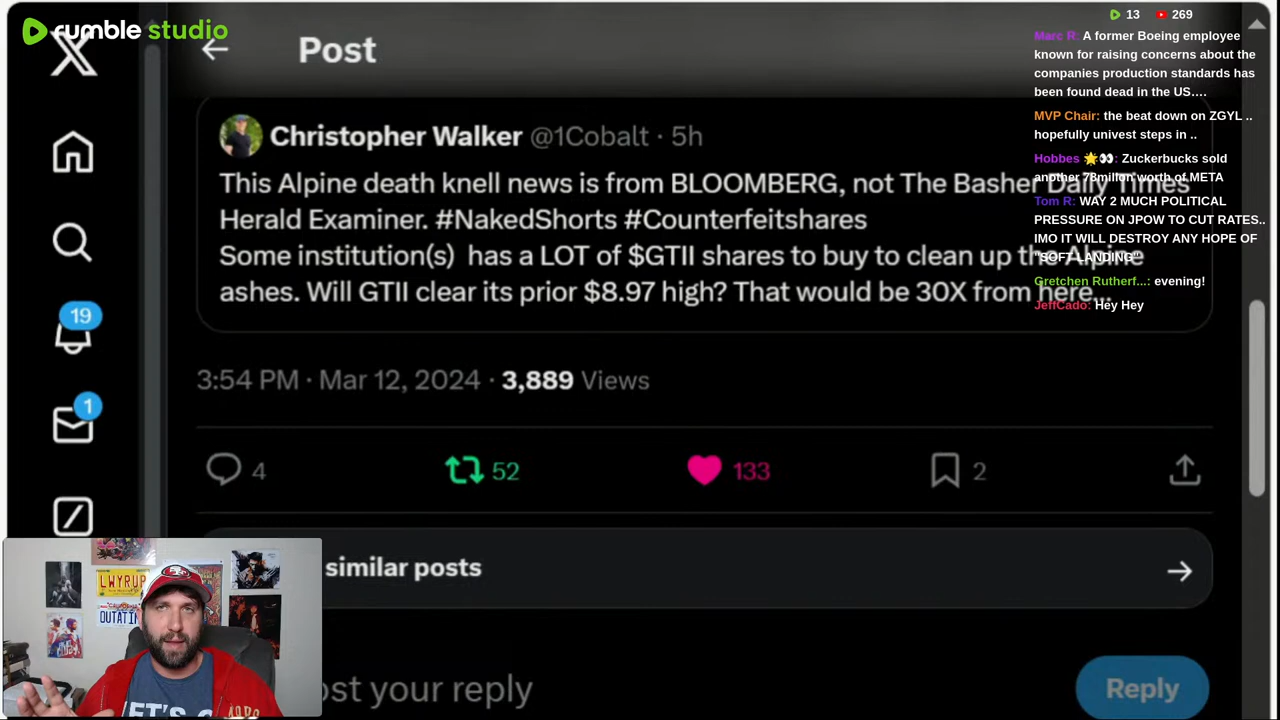 rumble studio
Post
Christopher Walker @1Cobalt · 5h
This Alpine death knell news is from BLOOMBERG, not The Basher Daily Times
Herald Examiner. #NakedShorts #Counterfeitshares
Some institution(s) has a LOT of $GTII shares to buy to clean up the Alpine
ashes. Will GTII clear its prior $8.97 high? That would be 30X from here...
3:54 PM · Mar 12, 2024 · 3,889 Views
4 52 133 2
similar posts
ost your reply
Reply
19
1
13 269
Marc R: A former Boeing employee
known for raising concerns about the
companies production standards has
been found dead in the US....
MVP Chair: the beat down on ZGYL ..
hopefully univest steps in ..
Hobbes 🌟👀: Zuckerbucks sold
another 78millon worth of META
Tom R: WAY 2 MUCH POLITICAL
PRESSURE ON JPOW TO CUT RATES..
IMO IT WILL DESTROY ANY HOPE OF
"SOFT LANDING"
Gretchen Rutherf...: evening!
JeffCado: Hey Hey
LWYRUP
OUTATIM
LET'S G